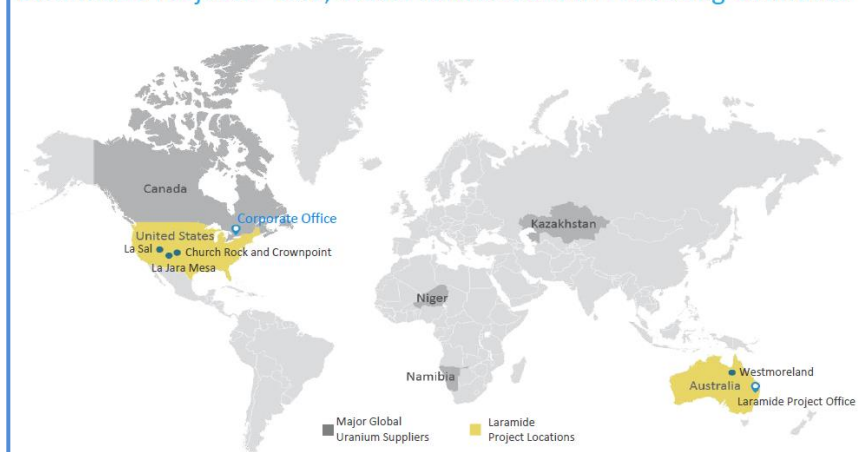 Canada
Corporate Office
United States
La Sal
Church Rock and Crownpoint
La Jara Mesa
Kazakhstan
Niger
Namibia
Westmoreland
Australia
Laramide Project Office
Major Global
Uranium Suppliers
Laramide
Project Locations